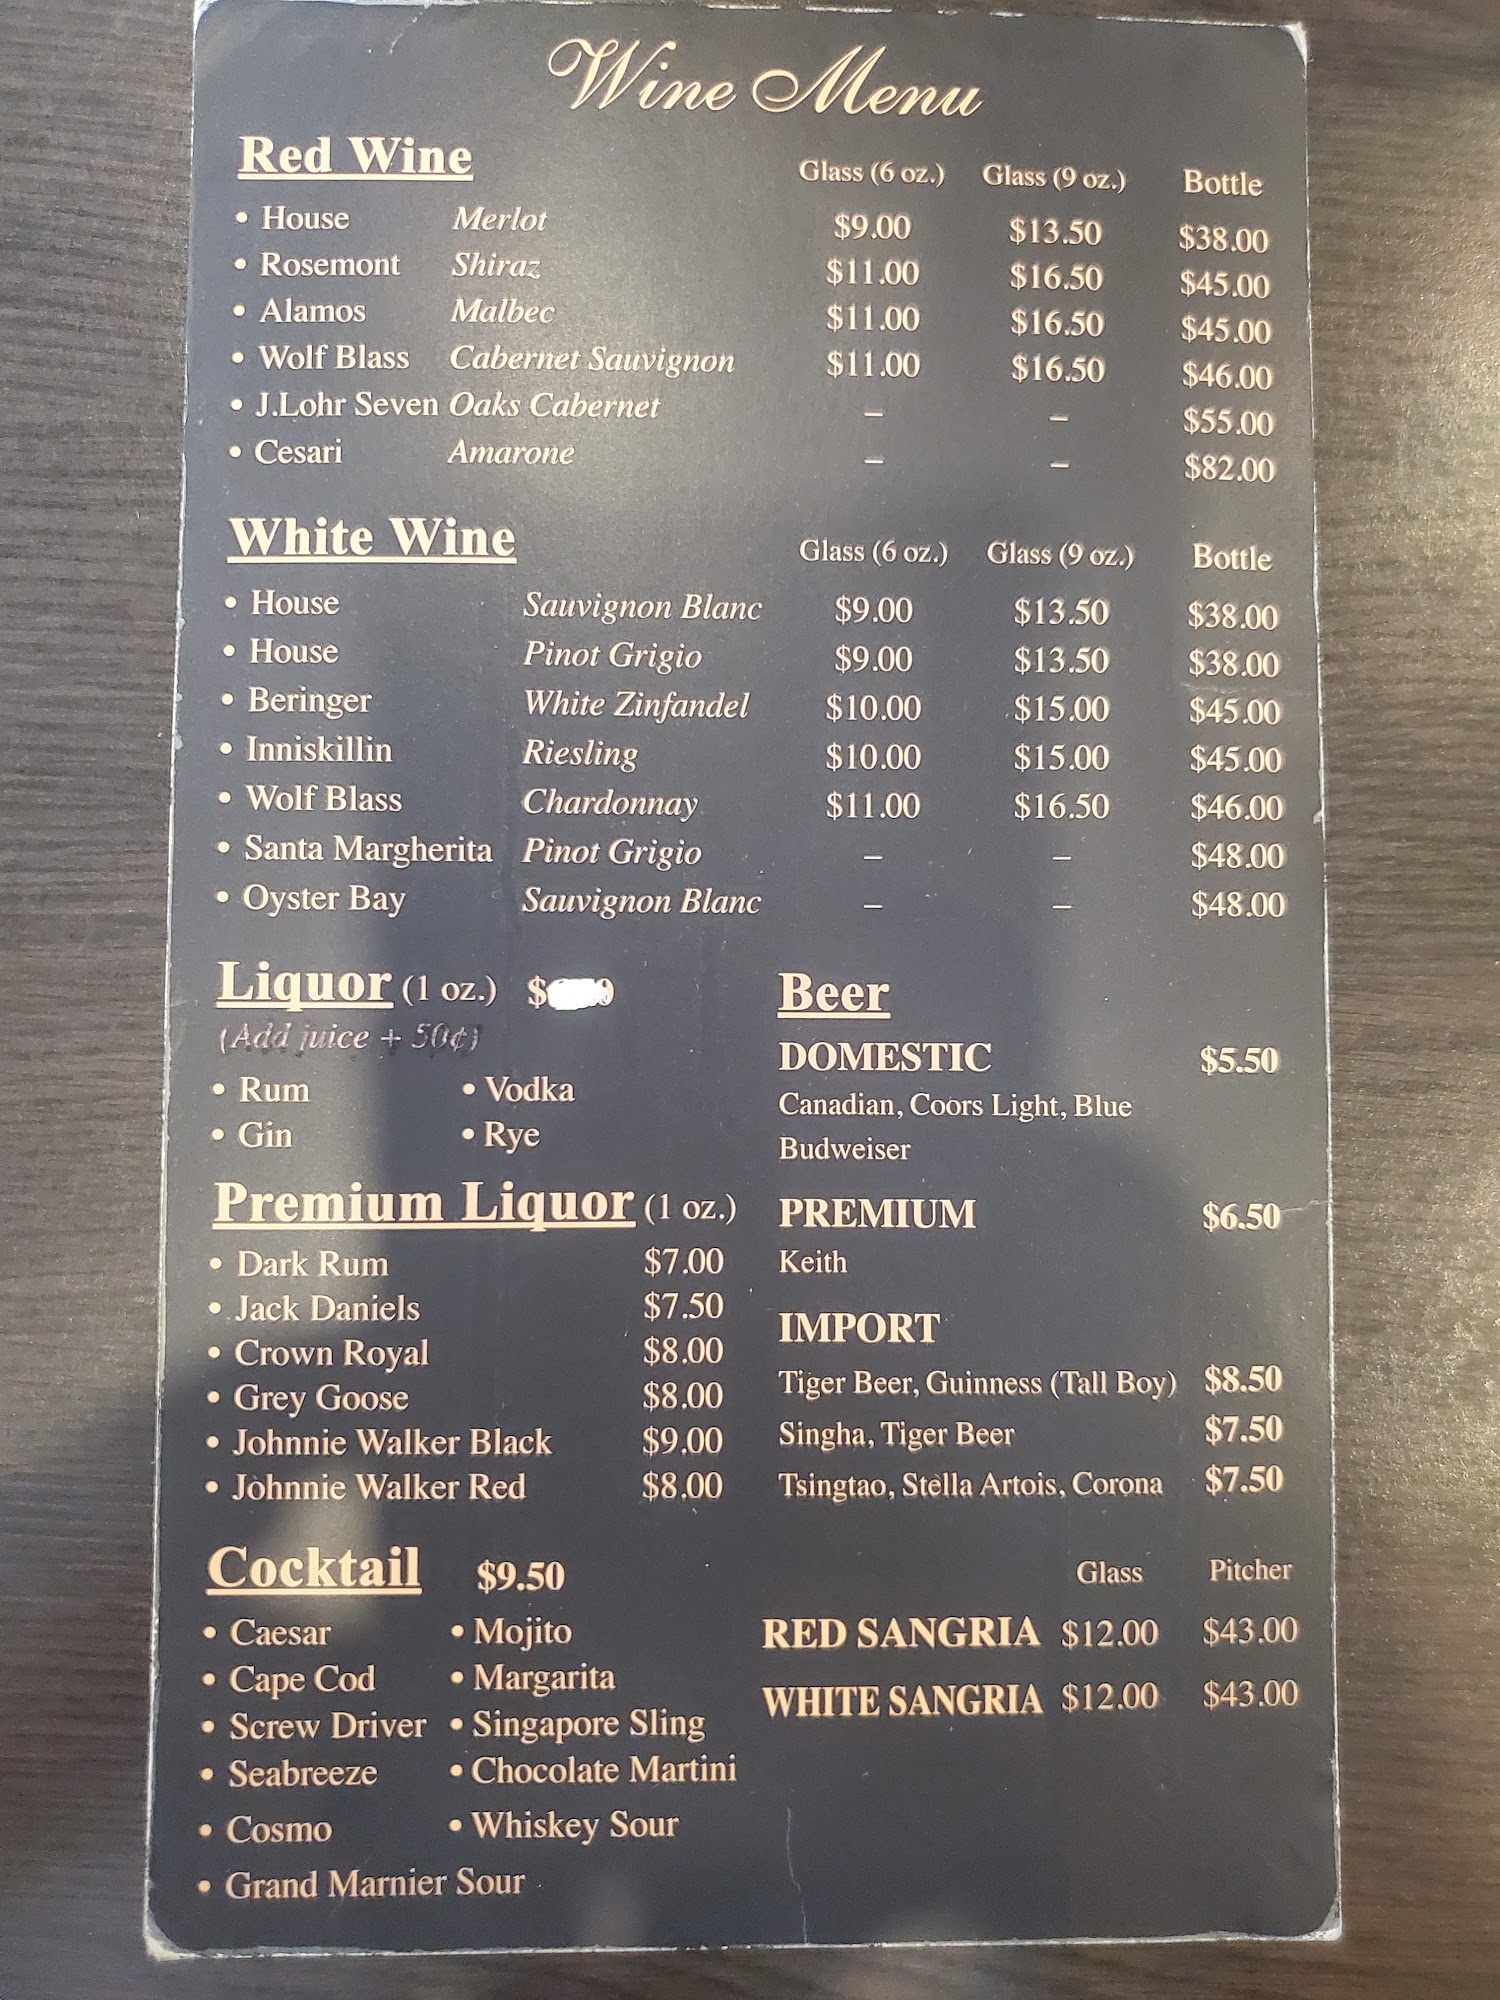 Wine Menu
Red Wine Glass (6 oz.) Glass (9 oz.) Bottle
• House Merlot $9.00 $13.50 $38.00
• Rosemont Shiraz $11.00 $16.50 $45.00
• Alamos Malbec $11.00 $16.50 $45.00
• Wolf Blass Cabernet Sauvignon $11.00 $16.50 $46.00
• J.Lohr Seven Oaks Cabernet – – $55.00
• Cesari Amarone – – $82.00
White Wine Glass (6 oz.) Glass (9 oz.) Bottle
• House Sauvignon Blanc $9.00 $13.50 $38.00
• House Pinot Grigio $9.00 $13.50 $38.00
• Beringer White Zinfandel $10.00 $15.00 $45.00
• Inniskillin Riesling $10.00 $15.00 $45.00
• Wolf Blass Chardonnay $11.00 $16.50 $46.00
• Santa Margherita Pinot Grigio – – $48.00
• Oyster Bay Sauvignon Blanc – – $48.00
Liquor (1 oz.)
(Add juice + 50¢)
• Rum • Vodka
• Gin • Rye
Premium Liquor (1 oz.)
• Dark Rum $7.00
• Jack Daniels $7.50
• Crown Royal $8.00
• Grey Goose $8.00
• Johnnie Walker Black $9.00
• Johnnie Walker Red $8.00
Cocktail $9.50
• Caesar • Mojito
• Cape Cod • Margarita
• Screw Driver • Singapore Sling
• Seabreeze • Chocolate Martini
• Cosmo • Whiskey Sour
• Grand Marnier Sour
Beer
DOMESTIC $5.50
Canadian, Coors Light, Blue
Budweiser
PREMIUM $6.50
Keith
IMPORT
Tiger Beer, Guinness (Tall Boy) $8.50
Singha, Tiger Beer $7.50
Tsingtao, Stella Artois, Corona $7.50
Glass Pitcher
RED SANGRIA $12.00 $43.00
WHITE SANGRIA $12.00 $43.00